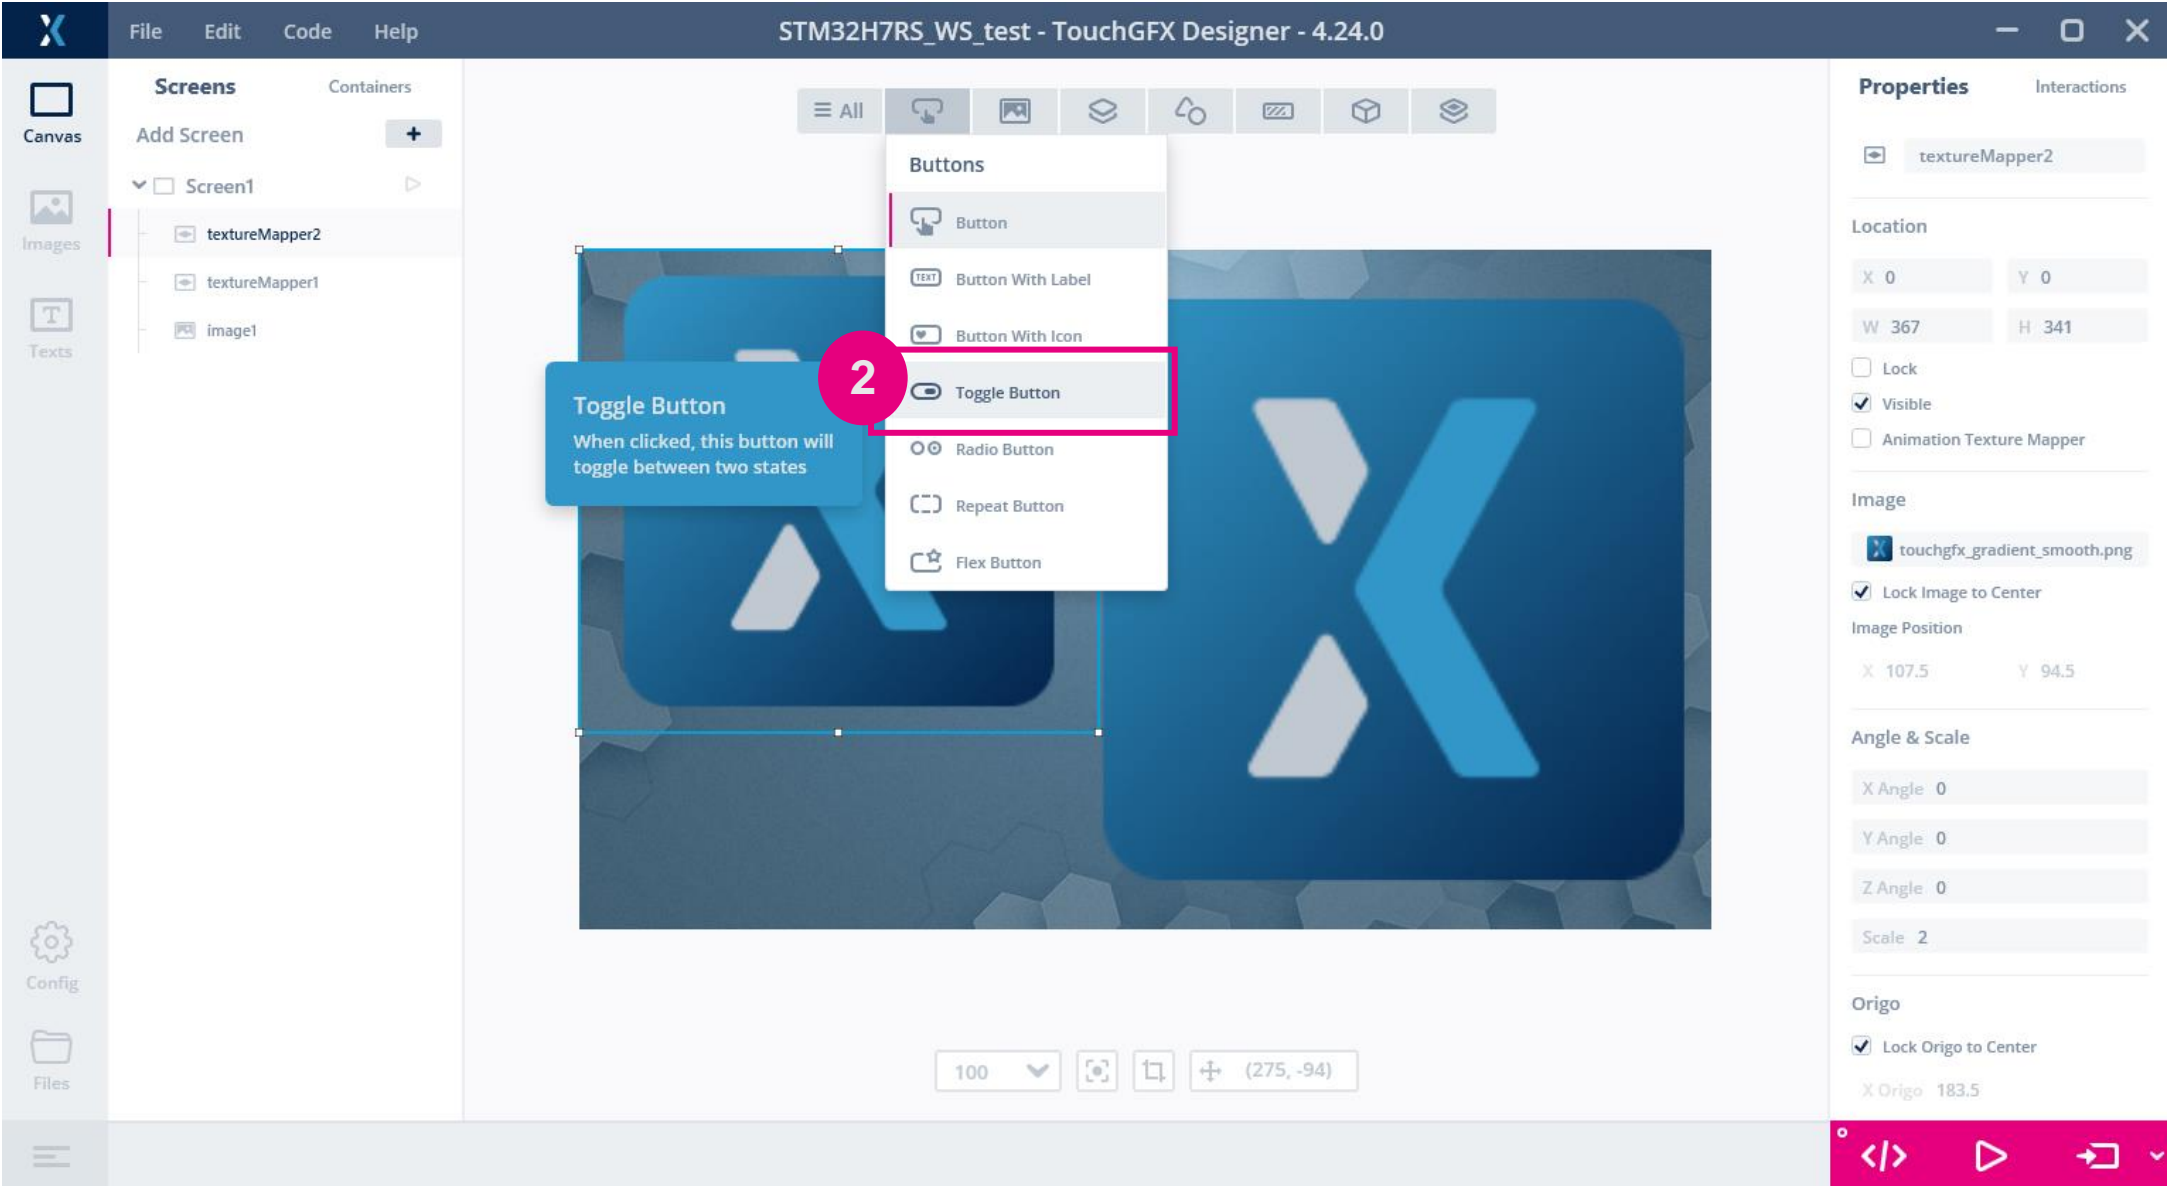 File Edit Code Help
STM32H7RS_WS_test - TouchGFX Designer - 4.24.0
Canvas
Images
Texts
Config
Files
Screens Containers
Add Screen +
Screen1
textureMapper2
textureMapper1
image1
All
Buttons
Button
TEXT Button With Label
Button With Icon
2
Toggle Button
Radio Button
Repeat Button
Flex Button
Toggle Button
When clicked, this button will
toggle between two states
100
(275, -94)
Properties Interactions
textureMapper2
Location
X 0 Y 0
W 367 H 341
Lock
Visible
Animation Texture Mapper
Image
touchgfx_gradient_smooth.png
Lock Image to Center
Image Position
X 107.5 Y 94.5
Angle & Scale
X Angle 0
Y Angle 0
Z Angle 0
Scale 2
Origo
Lock Origo to Center
X Origo 183.5
</>